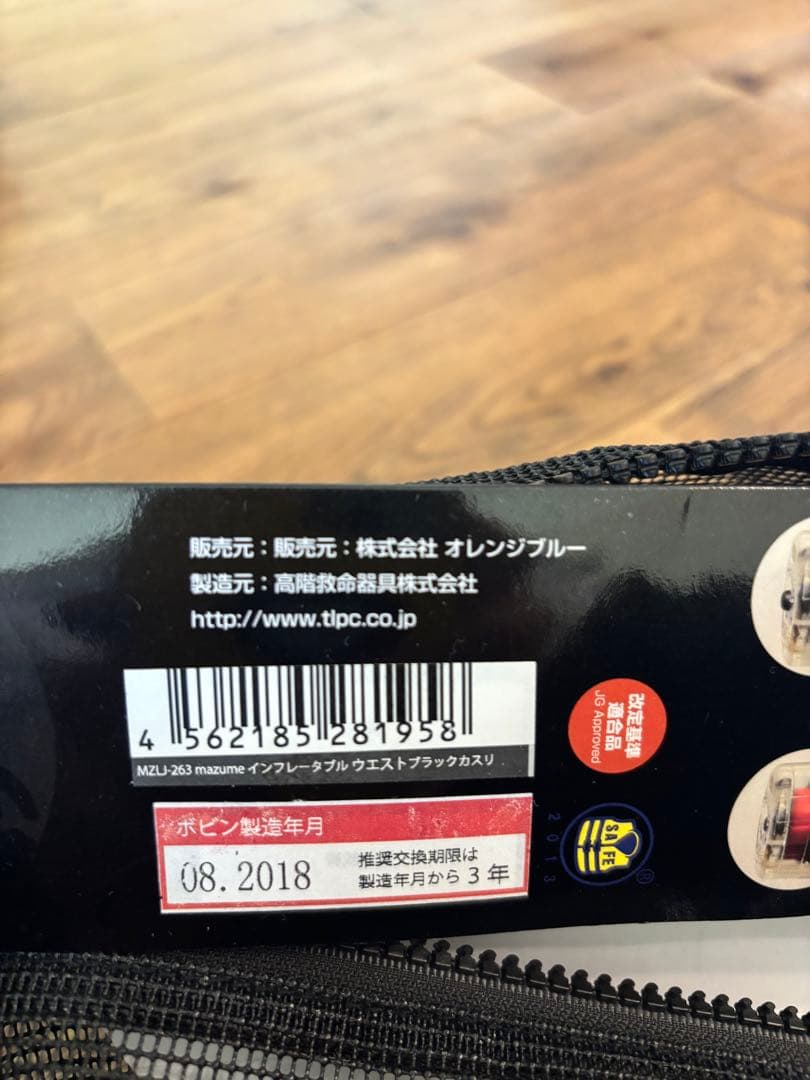 販売元：販売元：株式会社 オレンジブルー
製造元：高階救命器具株式会社
http://www.tlpc.co.jp
4 562185 281958
MZLJ-263 mazume インフレータブル ウエストブラックカスリ
改定基準
適合品
JG Approved
ボビン製造年月
08.2018
推奨交換期限は
製造年月から 3 年
2013
SAFE
®